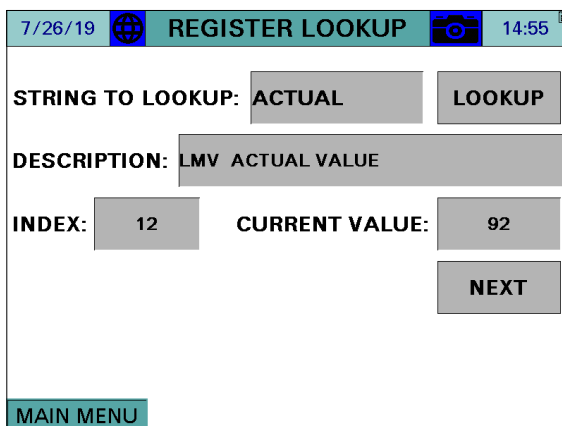 7/26/19 REGISTER LOOKUP 14:55
STRING TO LOOKUP: ACTUAL LOOKUP
DESCRIPTION: LMV ACTUAL VALUE
INDEX: 12 CURRENT VALUE: 92
NEXT
MAIN MENU